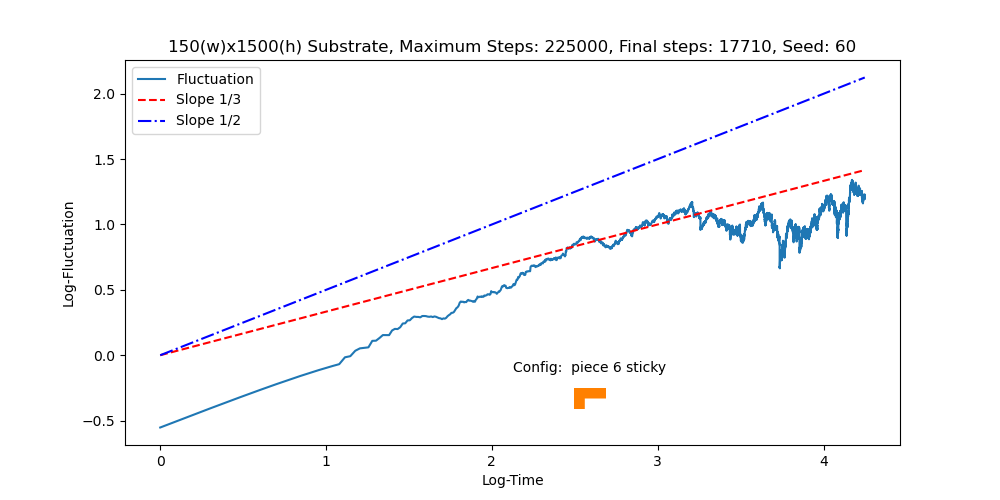 150(w)x1500(h) Substrate, Maximum Steps: 225000, Final steps: 17710, Seed: 60
Fluctuation
Slope 1/3
Slope 1/2
2.0
1.5
1.0
0.5
0.0
−0.5
Log-Fluctuation
Config:  piece 6 sticky
0
1
2
3
4
Log-Time